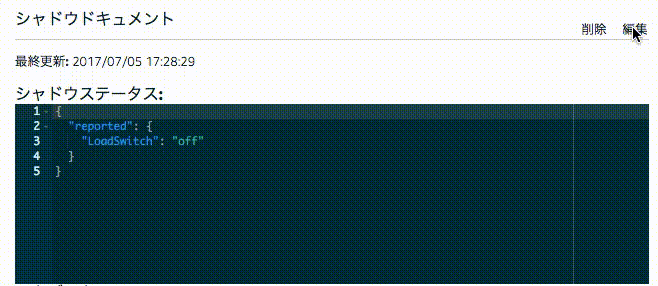 シャドウドキュメント
削除 編集
最終更新: 2017/07/05 17:28:29
シャドウステータス:
1 {
2 "reported": {
3 "LoadSwitch": "off"
4 }
5 }